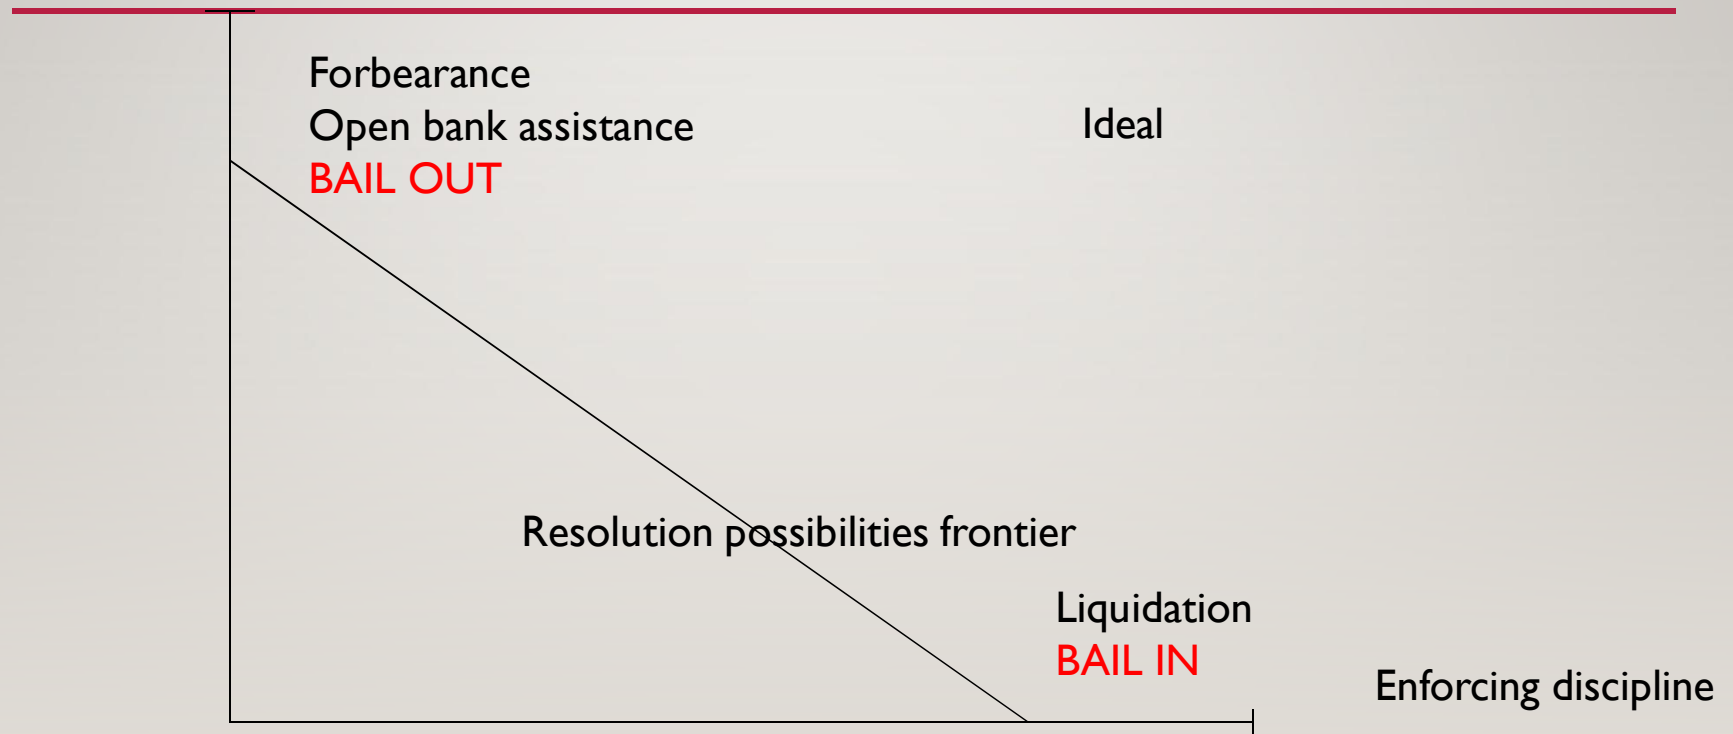 Forbearance
Open bank assistance
BAIL OUT
Ideal
Resolution possibilities frontier
Liquidation
BAIL IN
Enforcing discipline